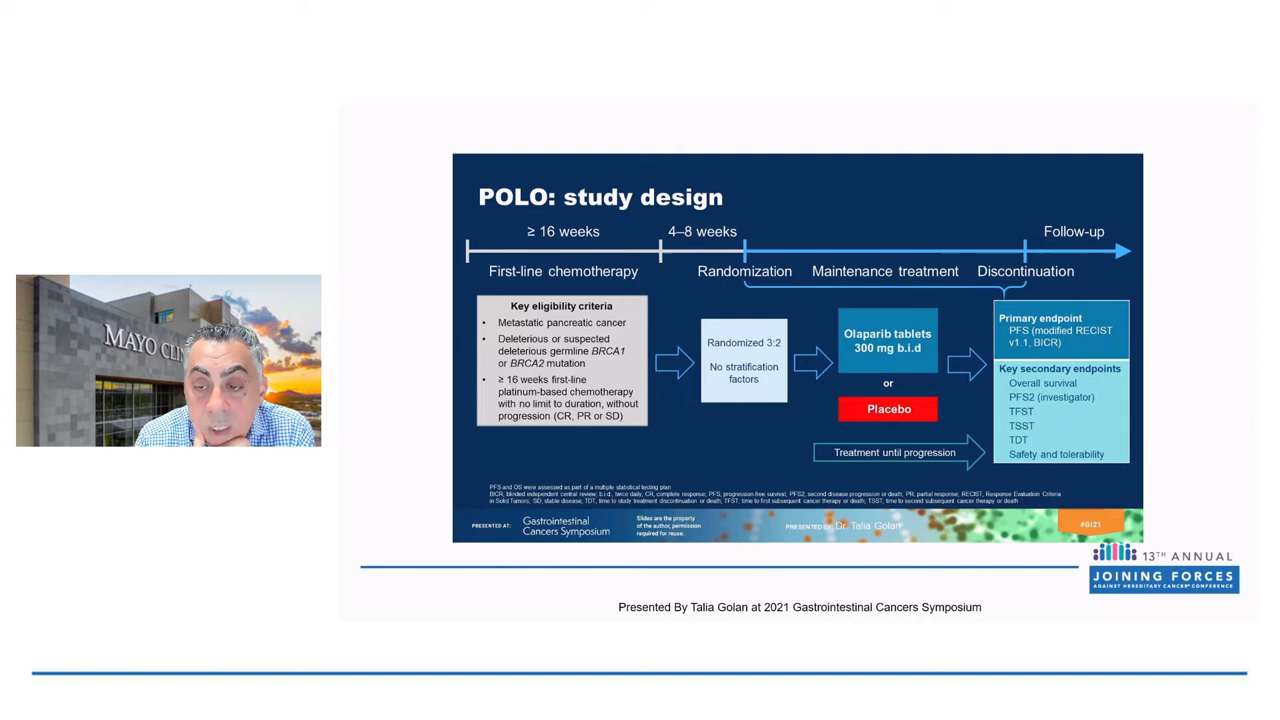 MAYO CLIN
POLO: study design
≥ 16 weeks
4–8 weeks
Follow-up
First-line chemotherapy
Randomization
Maintenance treatment
Discontinuation
Key eligibility criteria
• Metastatic pancreatic cancer
• Deleterious or suspected
deleterious germline BRCA1
or BRCA2 mutation
• ≥ 16 weeks first-line
platinum-based chemotherapy
with no limit to duration, without
progression (CR, PR or SD)
Randomized 3:2
No stratification
factors
Olaparib tablets
300 mg b.i.d
or
Placebo
Treatment until progression
Primary endpoint
PFS (modified RECIST
v1.1, BICR)
Key secondary endpoints
Overall survival
PFS2 (investigator)
TFST
TSST
TDT
Safety and tolerability
PFS and OS were assessed as part of a multiple statistical testing plan
BICR, blinded independent central review; b.i.d., twice daily; CR, complete response; PFS, progression-free survival; PFS2, second disease progression or death; PR, partial response; RECIST, Response Evaluation Criteria
in Solid Tumors; SD, stable disease; TDT, time to study treatment discontinuation or death; TFST, time to first subsequent cancer therapy or death; TSST, time to second subsequent cancer therapy or death
PRESENTED AT:
Gastrointestinal
Cancers Symposium
Slides are the property
of the author, permission
required for reuse.
PRESENTED BY: Dr. Talia Golan
#GI21
13TH ANNUAL
JOINING FORCES
AGAINST HEREDITARY CANCER CONFERENCE
Presented By Talia Golan at 2021 Gastrointestinal Cancers Symposium